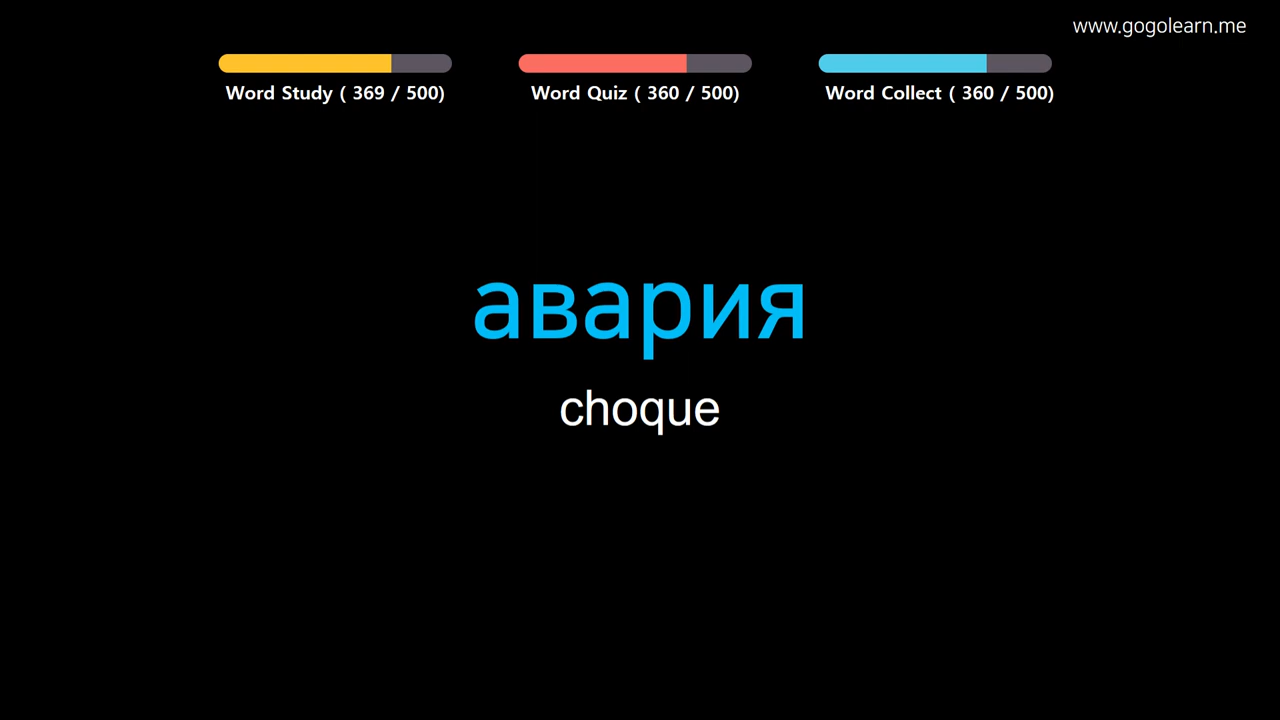 www.gogolearn.me
Word Study ( 369 / 500)
Word Quiz ( 360 / 500)
Word Collect ( 360 / 500)
авария
choque